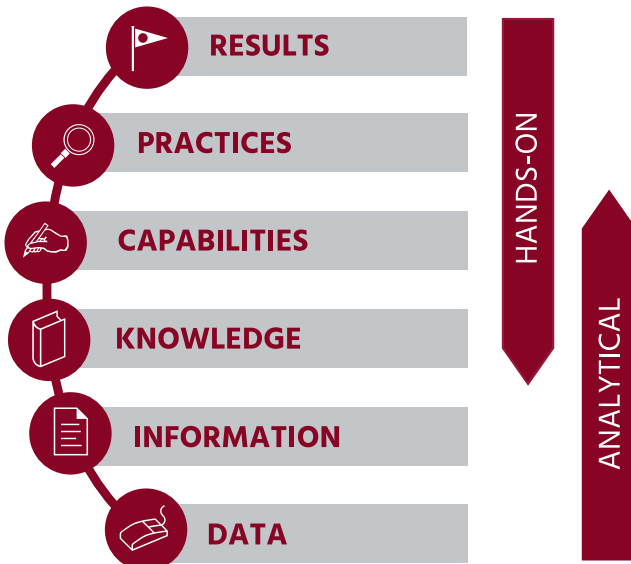 RESULTS
PRACTICES
CAPABILITIES
KNOWLEDGE
INFORMATION
DATA
HANDS-ON
ANALYTICAL